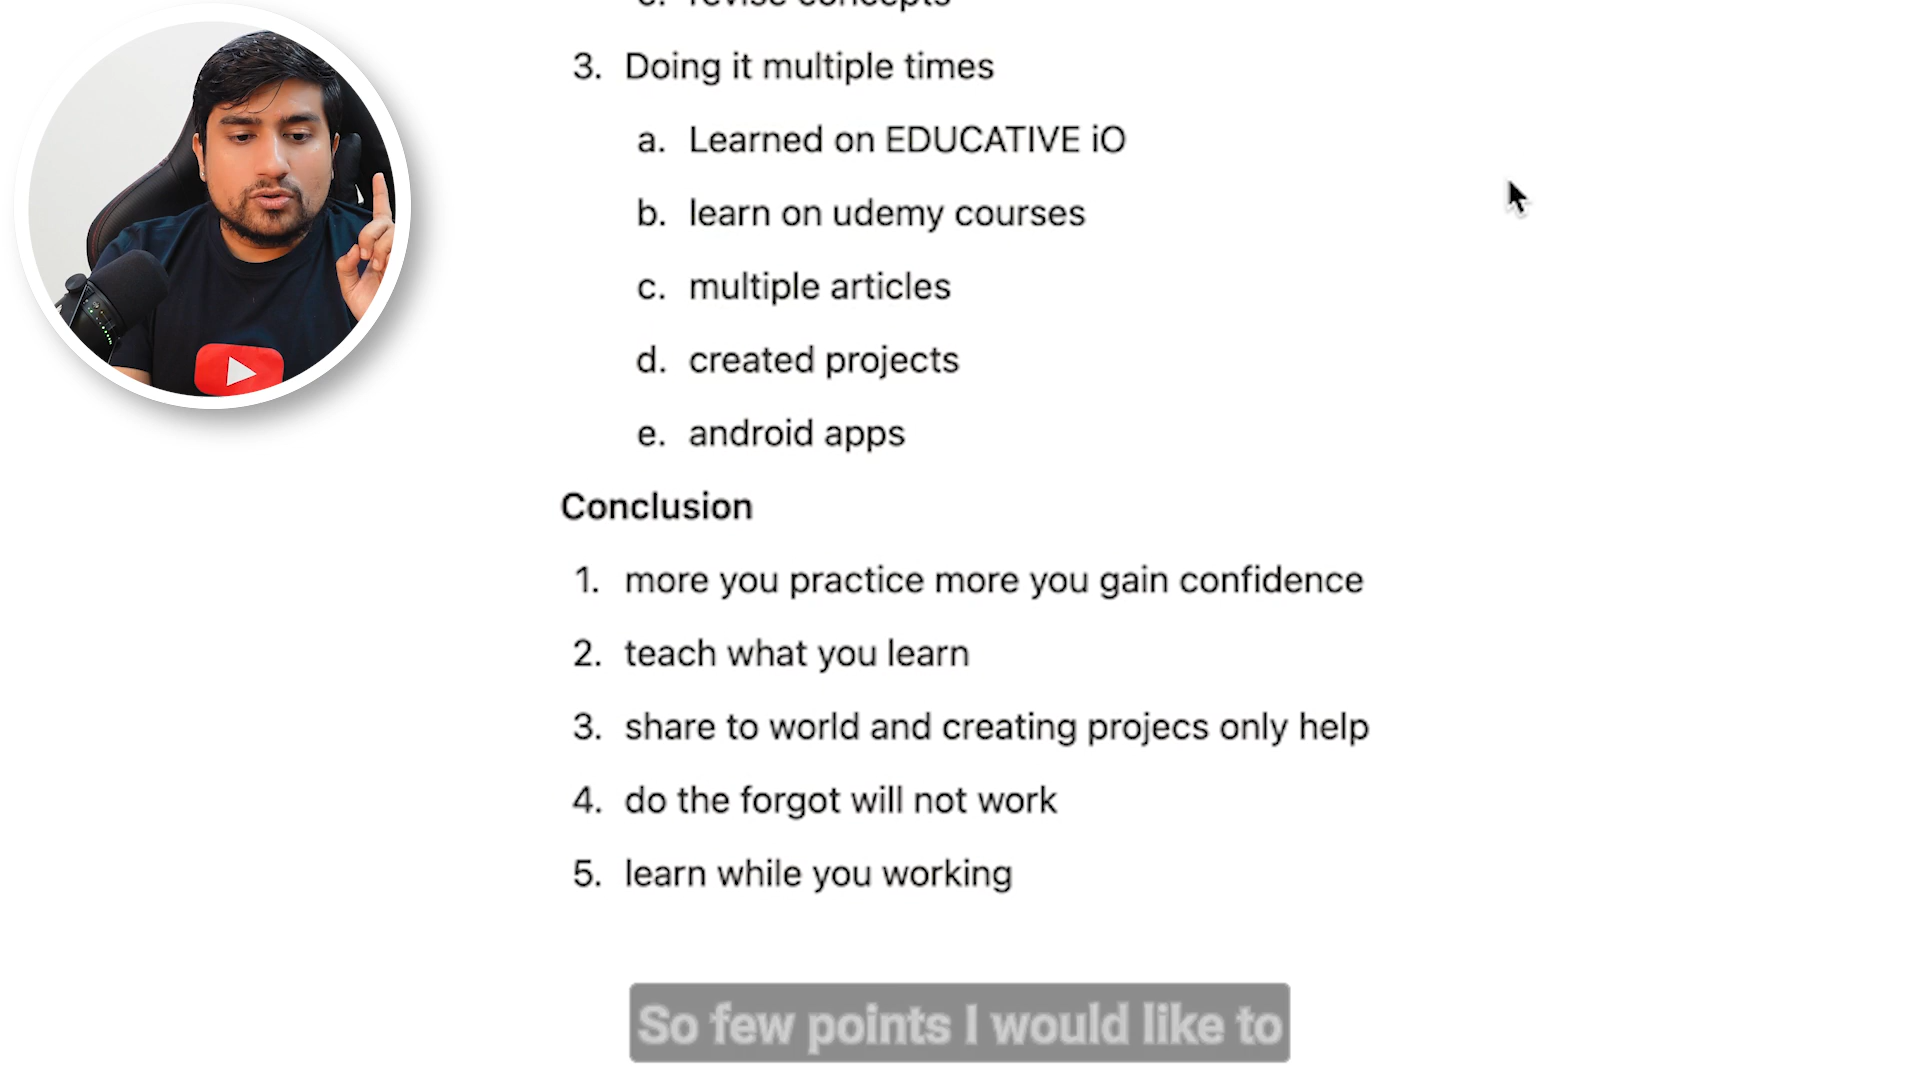 c. revise concepts
3. Doing it multiple times
a. Learned on EDUCATIVE iO
b. learn on udemy courses
c. multiple articles
d. created projects
e. android apps
Conclusion
1. more you practice more you gain confidence
2. teach what you learn
3. share to world and creating projecs only help
4. do the forgot will not work
5. learn while you working
So few points I would like to